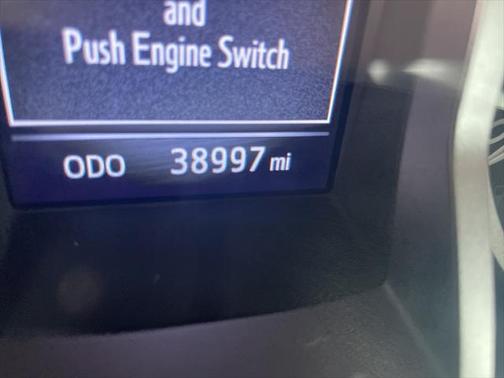 and
Push Engine Switch
ODO 38997 mi